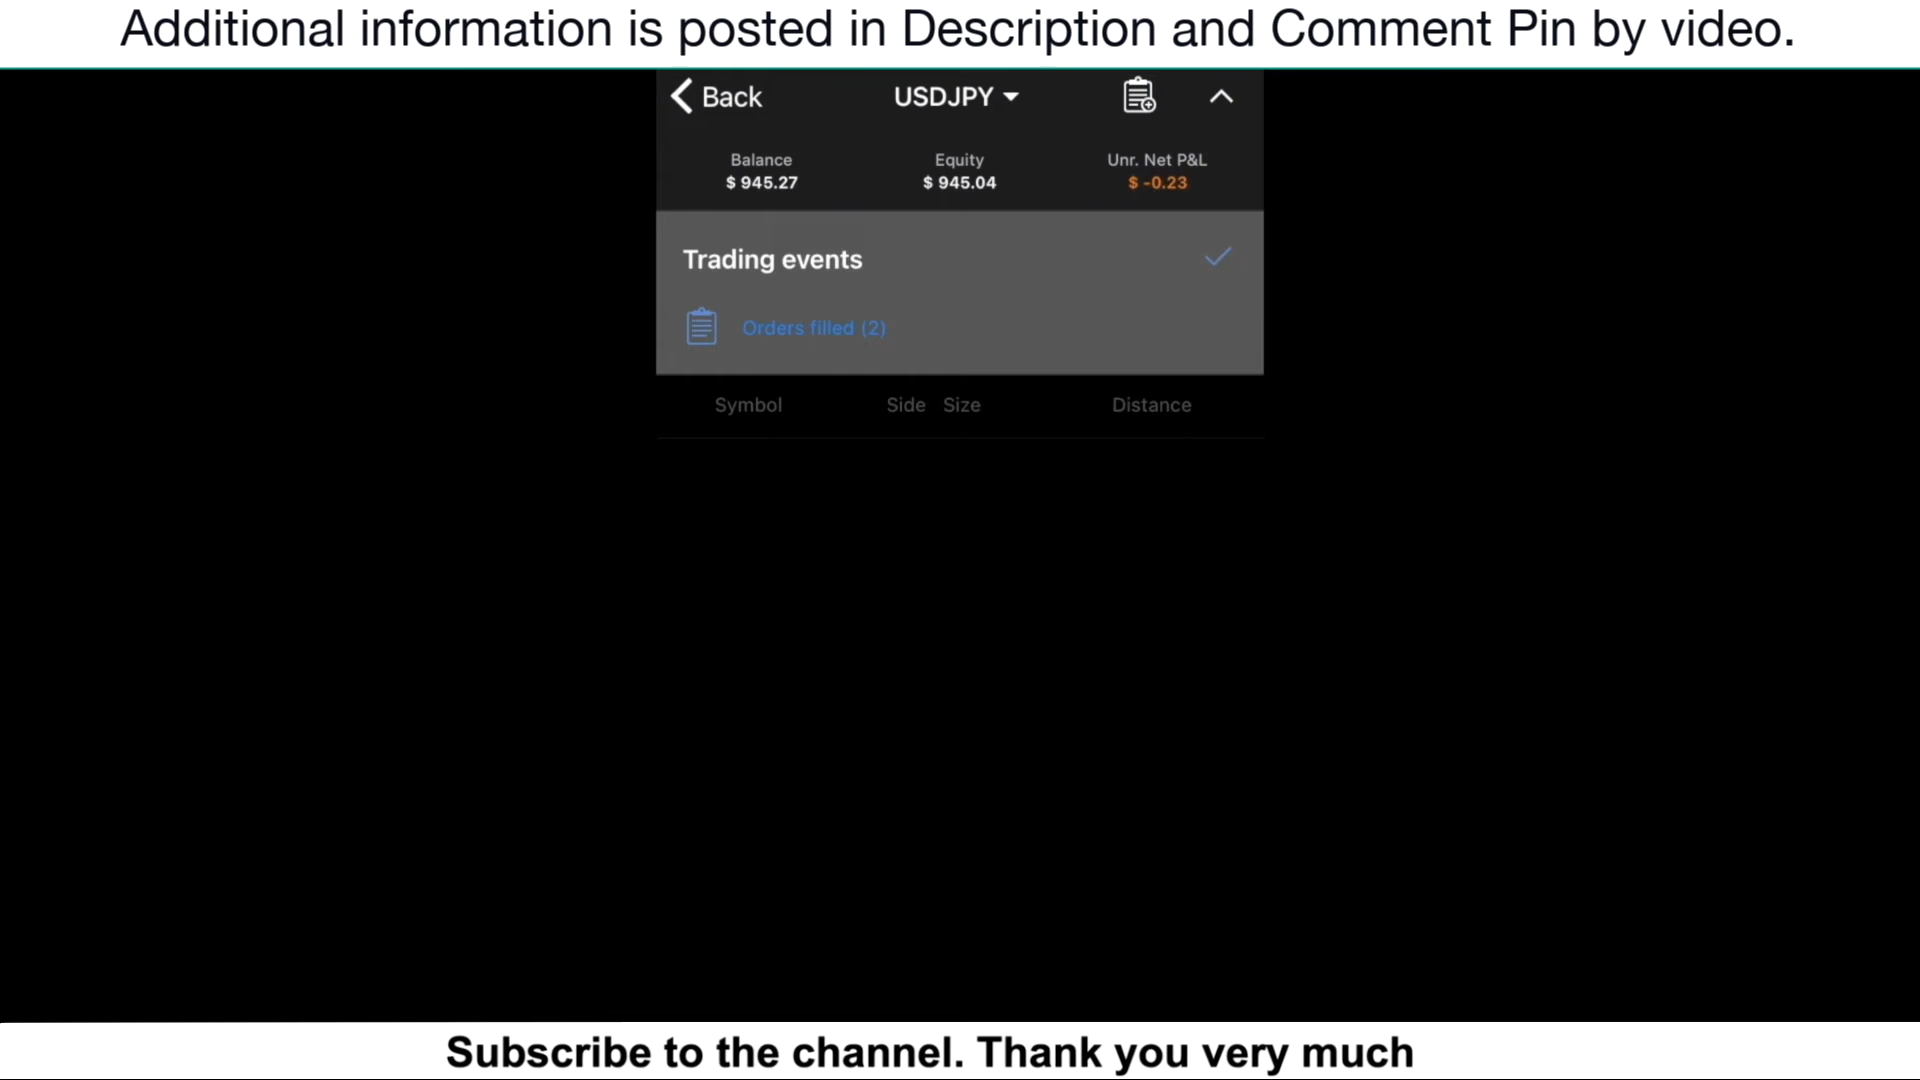 Additional information is posted in Description and Comment Pin by video.
Back USDJPY
Balance Equity Unr. Net P&L
$ 945.27 $ 945.04 $ -0.23
Trading events
Orders filled (2)
Symbol Side Size Distance
Subscribe to the channel. Thank you very much